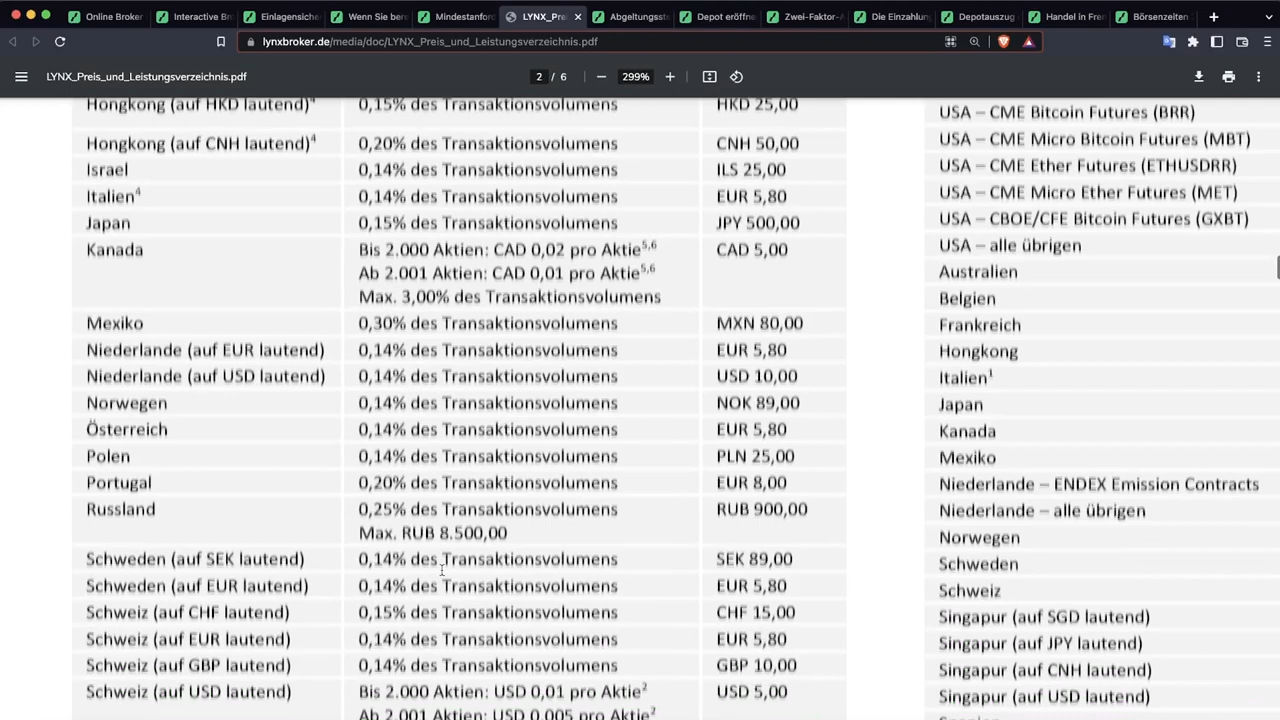 Online Broker
Interactive Br
Einlagensiche
Wenn Sie ber
Mindestanford
LYNX_Prei
Abgeltungsste
Depot eröffne
Zwei-Faktor-A
Die Einzahlung
Depotauszug
Handel in Frem
Börsenzeiten
lynxbroker.de/media/doc/LYNX_Preis_und_Leistungsverzeichnis.pdf
LYNX_Preis_und_Leistungsverzeichnis.pdf
2 / 6
299%
Hongkong (auf HKD lautend)⁴ 0,15% des Transaktionsvolumens HKD 25,00
Hongkong (auf CNH lautend)⁴ 0,20% des Transaktionsvolumens CNH 50,00
Israel 0,14% des Transaktionsvolumens ILS 25,00
Italien⁴ 0,14% des Transaktionsvolumens EUR 5,80
Japan 0,15% des Transaktionsvolumens JPY 500,00
Kanada Bis 2.000 Aktien: CAD 0,02 pro Aktie⁵,⁶ CAD 5,00
Ab 2.001 Aktien: CAD 0,01 pro Aktie⁵,⁶
Max. 3,00% des Transaktionsvolumens
Mexiko 0,30% des Transaktionsvolumens MXN 80,00
Niederlande (auf EUR lautend) 0,14% des Transaktionsvolumens EUR 5,80
Niederlande (auf USD lautend) 0,14% des Transaktionsvolumens USD 10,00
Norwegen 0,14% des Transaktionsvolumens NOK 89,00
Österreich 0,14% des Transaktionsvolumens EUR 5,80
Polen 0,14% des Transaktionsvolumens PLN 25,00
Portugal 0,20% des Transaktionsvolumens EUR 8,00
Russland 0,25% des Transaktionsvolumens RUB 900,00
Max. RUB 8.500,00
Schweden (auf SEK lautend) 0,14% des Transaktionsvolumens SEK 89,00
Schweden (auf EUR lautend) 0,14% des Transaktionsvolumens EUR 5,80
Schweiz (auf CHF lautend) 0,15% des Transaktionsvolumens CHF 15,00
Schweiz (auf EUR lautend) 0,14% des Transaktionsvolumens EUR 5,80
Schweiz (auf GBP lautend) 0,14% des Transaktionsvolumens GBP 10,00
Schweiz (auf USD lautend) Bis 2.000 Aktien: USD 0,01 pro Aktie² USD 5,00
Ab 2.001 Aktien: USD 0,005 pro Aktie²
USA – CME Bitcoin Futures (BRR)
USA – CME Micro Bitcoin Futures (MBT)
USA – CME Ether Futures (ETHUSDRR)
USA – CME Micro Ether Futures (MET)
USA – CBOE/CFE Bitcoin Futures (GXBT)
USA – alle übrigen
Australien
Belgien
Frankreich
Hongkong
Italien¹
Japan
Kanada
Mexiko
Niederlande – ENDEX Emission Contracts
Niederlande – alle übrigen
Norwegen
Schweden
Schweiz
Singapur (auf SGD lautend)
Singapur (auf JPY lautend)
Singapur (auf CNH lautend)
Singapur (auf USD lautend)